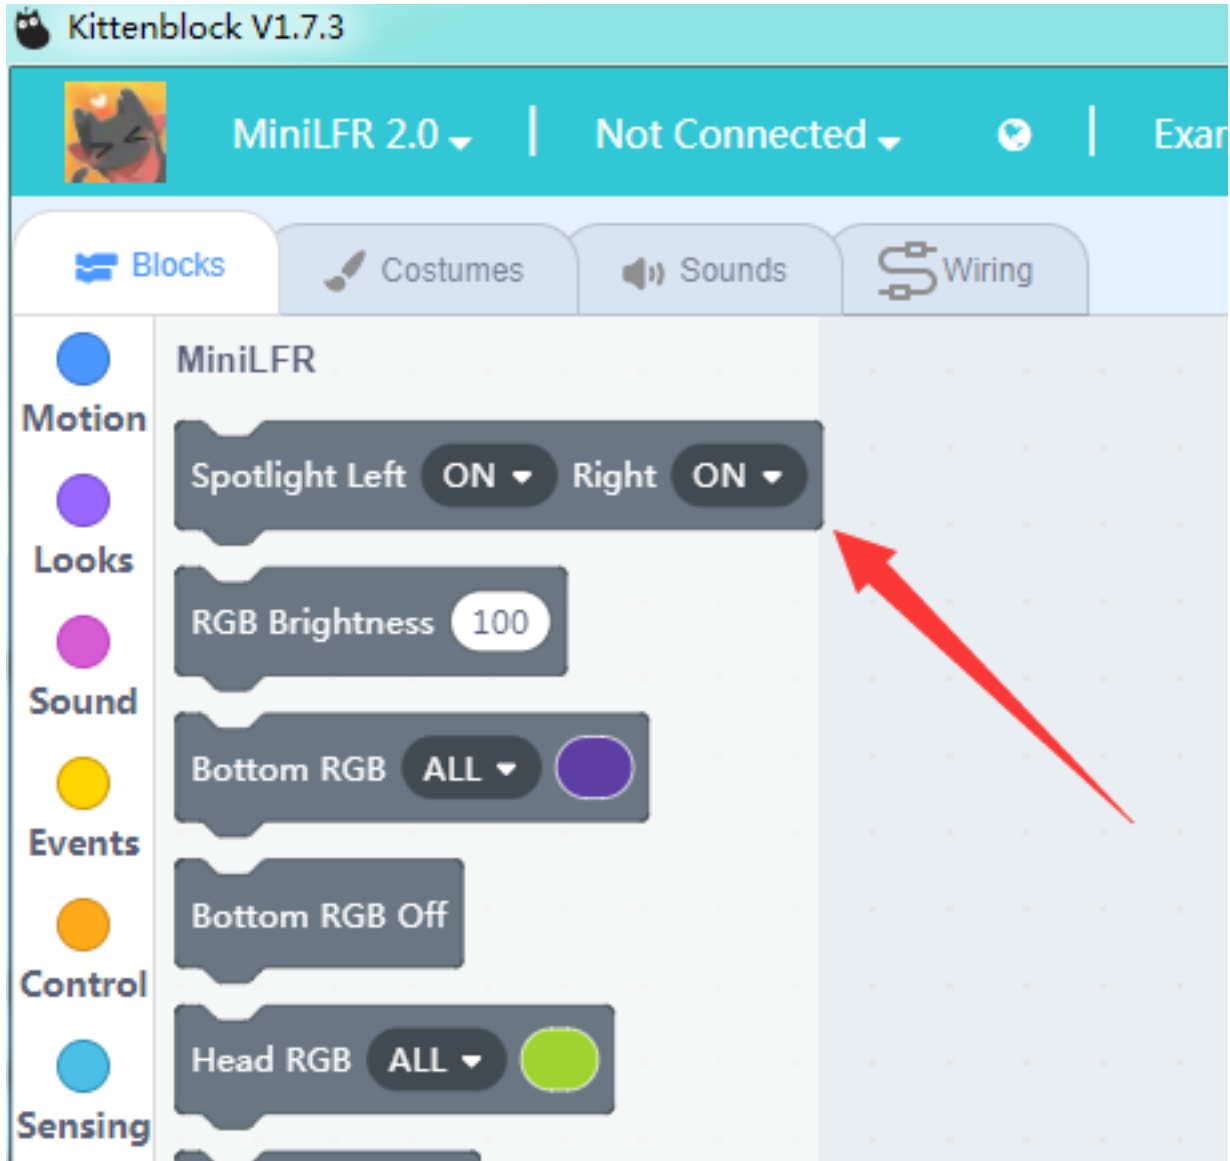 Kittenblock V1.7.3
MiniLFR 2.0 | Not Connected |
Blocks Costumes Sounds Wiring
Motion
Looks
Sound
Events
Control
Sensing
MiniLFR
Spotlight Left ON Right ON
RGB Brightness 100
Bottom RGB ALL
Bottom RGB Off
Head RGB ALL